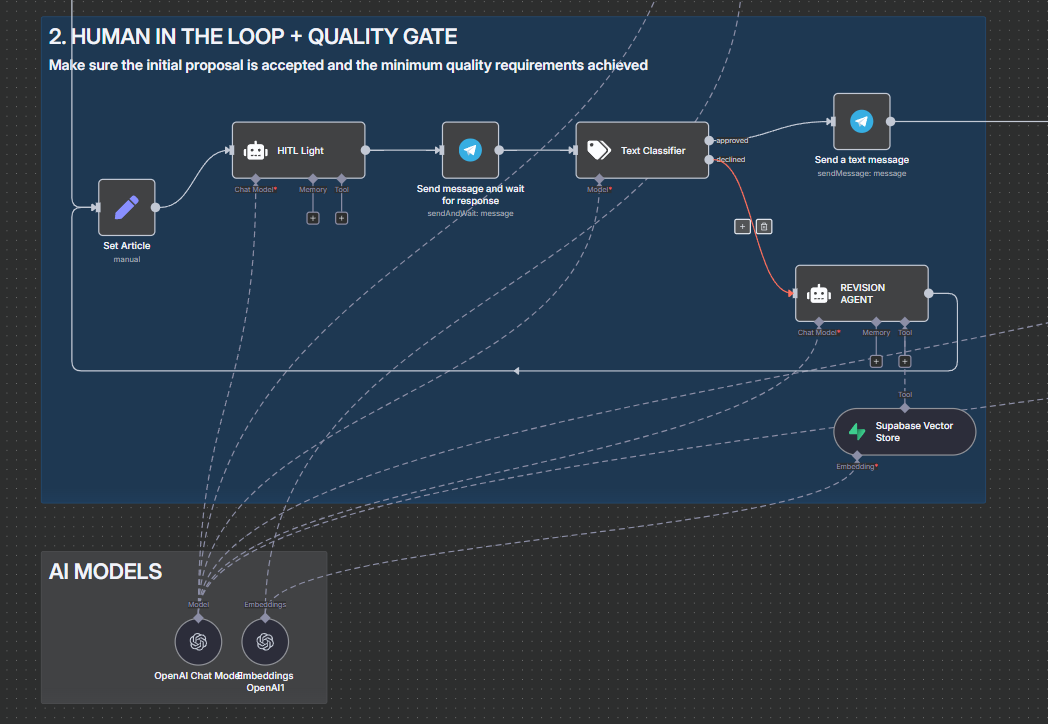 2. HUMAN IN THE LOOP + QUALITY GATE
Make sure the initial proposal is accepted and the minimum quality requirements achieved
Set Article
manual
HITL Light
Chat Model*
Memory
Tool
Send message and wait
for response
sendAndWait: message
Text Classifier
Model*
approved
declined
Send a text message
sendMessage: message
REVISION
AGENT
Chat Model*
Memory
Tool
Tool
Supabase Vector
Store
Embedding*
AI MODELS
Model
Embeddings
OpenAI Chat Model
Embeddings
OpenAI1